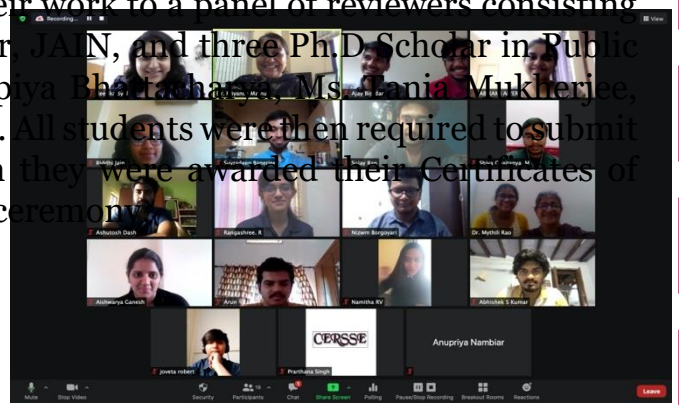 eir work to a panel of reviewers consisting
Recording...
View
r, JAIN, and three Ph.D Scholar in Public
piya Bhattacharya, Ms. Tania Mukherjee,
. All students were then required to submit
Riddhi Jain
n they were awarded their Certificates of
ceremony.
Ashutosh Dash
Rangashree. R
Nizwm Borgoyari
Dr. Mythili Rao
Aishwarya Ganesh
Arun
Namitha RV
Abhishek S Kumar
CERSSE
Anupriya Nambiar
joveta robert
Prarthana Singh
Mute
Stop Video
Security
Participants
Chat
Share Screen
Polling
Pause/Stop Recording
Breakout Rooms
Reactions
Leave